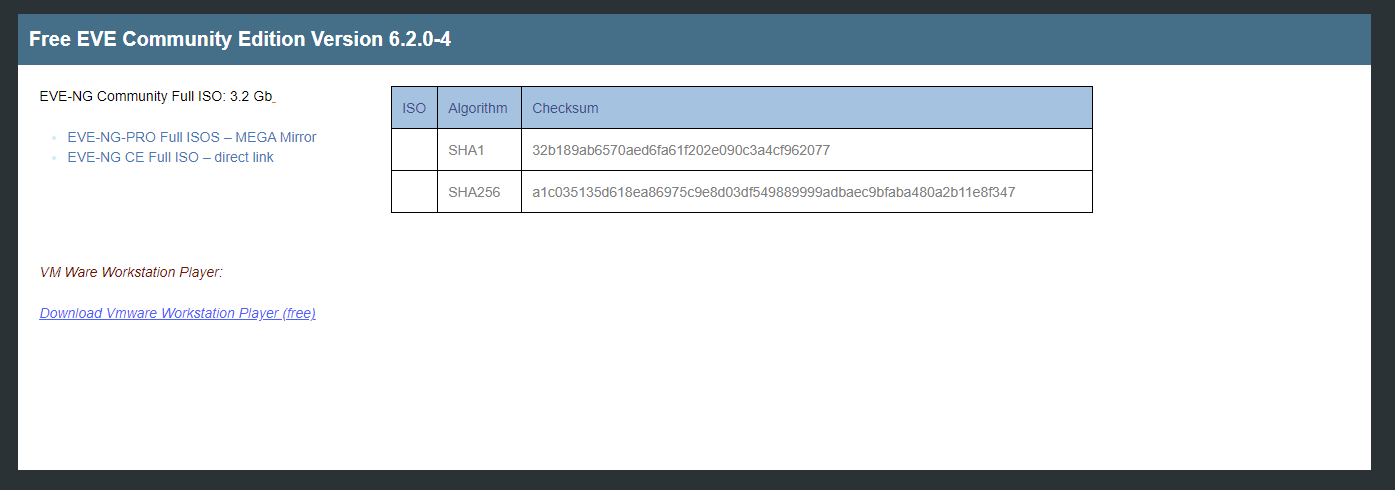 Free EVE Community Edition Version 6.2.0-4
EVE-NG Community Full ISO: 3.2 Gb
EVE-NG-PRO Full ISOS – MEGA Mirror
EVE-NG CE Full ISO – direct link
ISO Algorithm Checksum
SHA1 32b189ab6570aed6fa61f202e090c3a4cf962077
SHA256 a1c035135d618ea86975c9e8d03df549889999adbaec9bfaba480a2b11e8f347
VM Ware Workstation Player:
Download Vmware Workstation Player (free)